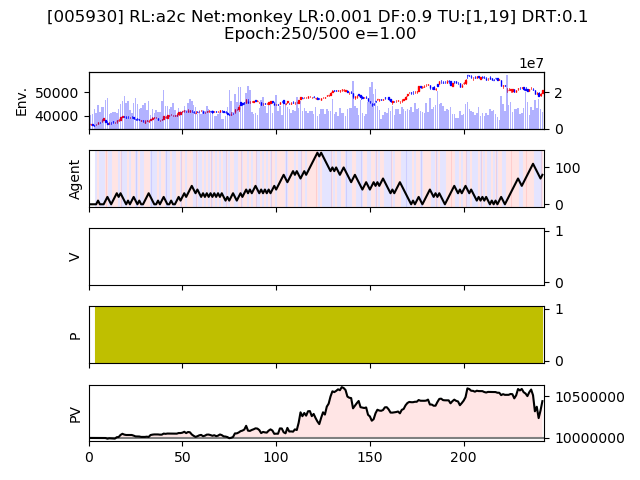 [005930] RL:a2c Net:monkey LR:0.001 DF:0.9 TU:[1,19] DRT:0.1
Epoch:250/500 e=1.00
1e7
Env.
50000
40000
2
0
Agent
100
0
V
1
0
P
1
0
PV
10500000
10000000
0 50 100 150 200